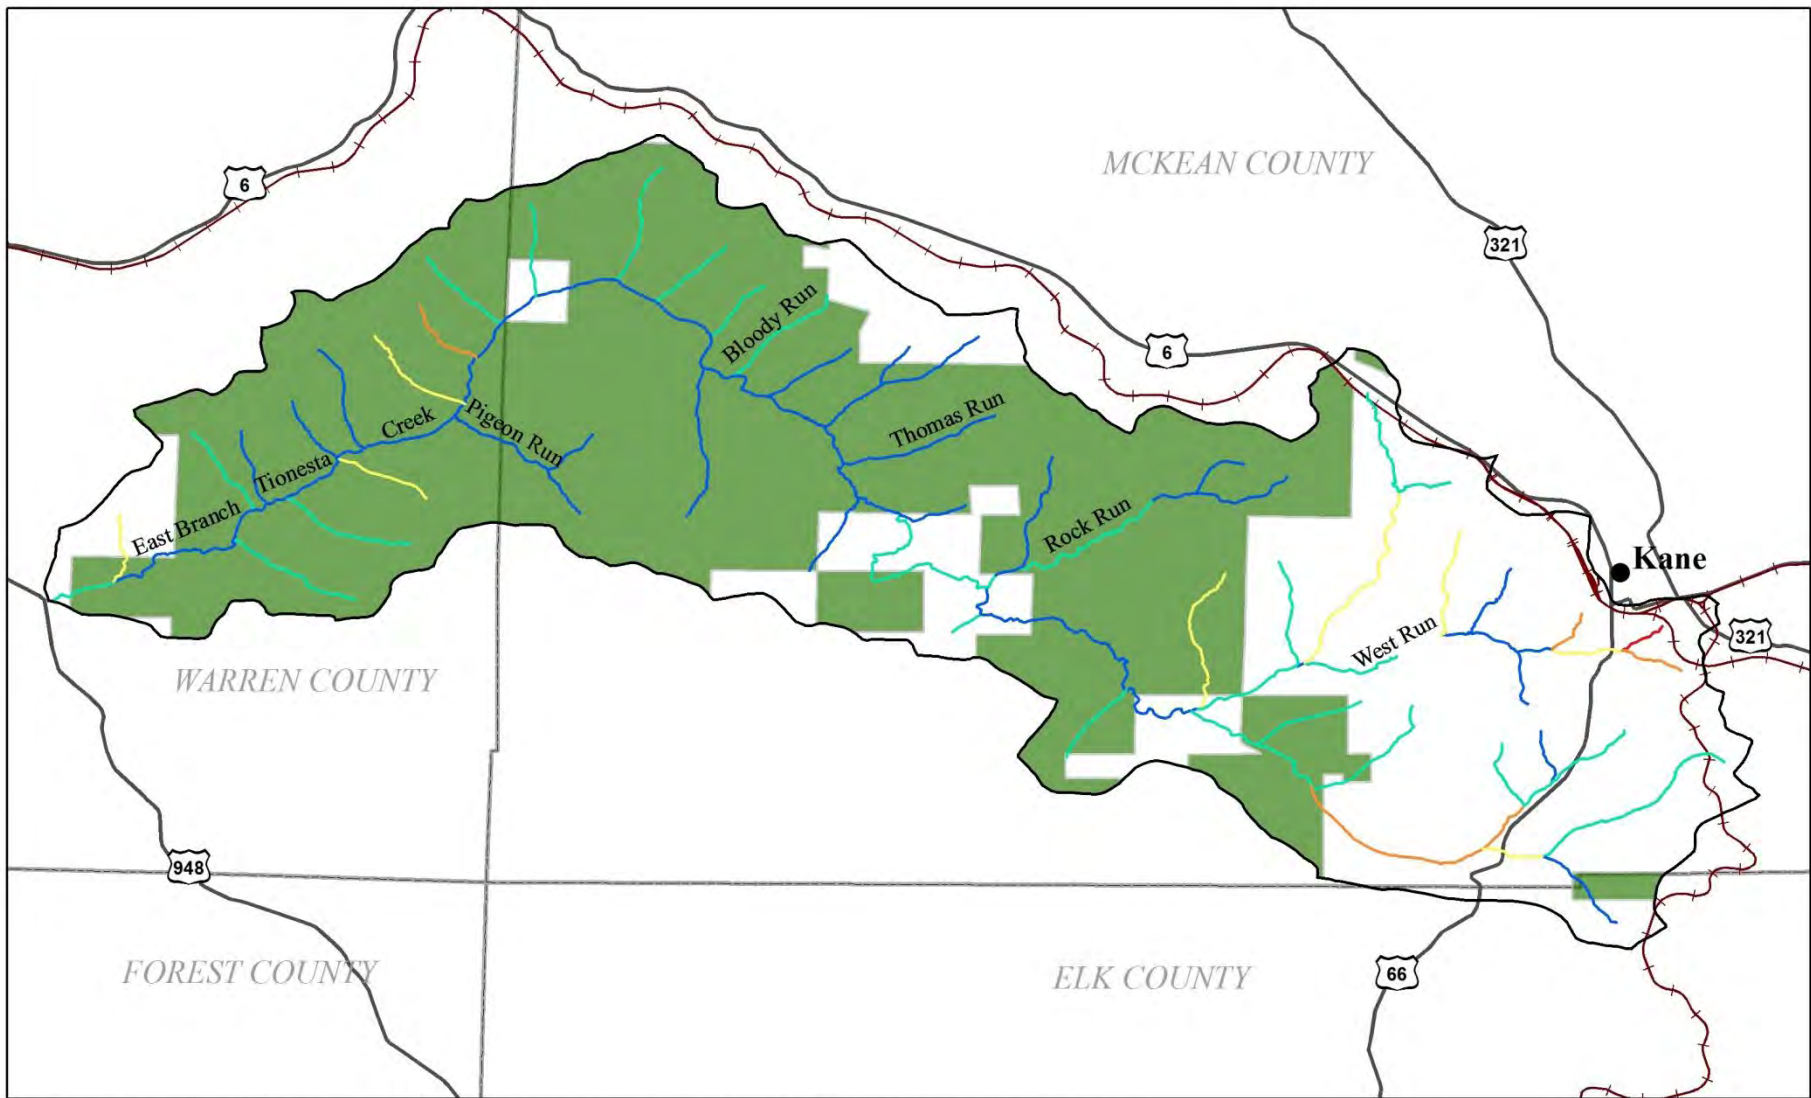 MCKEAN COUNTY
6
321
Bloody Run
6
Thomas Run
Creek
Pigeon Run
Tionesta
East Branch
Rock Run
Kane
West Run
321
WARREN COUNTY
948
FOREST COUNTY
ELK COUNTY
66